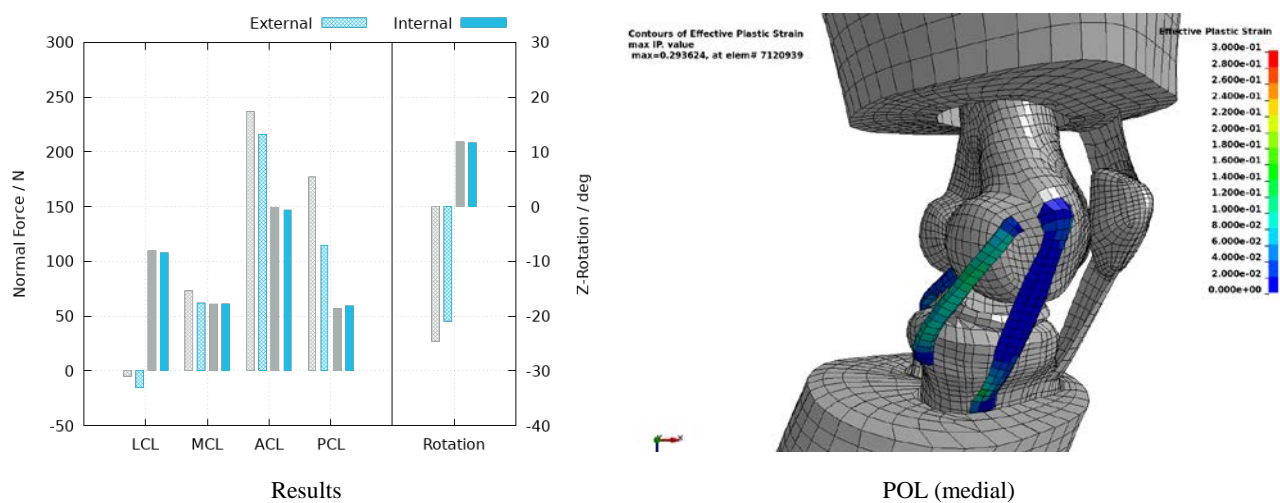 External
Internal
Normal Force / N
300
250
200
150
100
50
0
-50
30
20
10
0
-10
-20
-30
-40
Z-Rotation / deg
LCL
MCL
ACL
PCL
Rotation
Results
Contours of Effective Plastic Strain
max IP. value
max=0.293624, at elem# 7120939
Effective Plastic Strain
3.000e-01
2.800e-01
2.600e-01
2.400e-01
2.200e-01
2.000e-01
1.800e-01
1.600e-01
1.400e-01
1.200e-01
1.000e-01
8.000e-02
6.000e-02
4.000e-02
2.000e-02
0.000e+00
X
POL (medial)